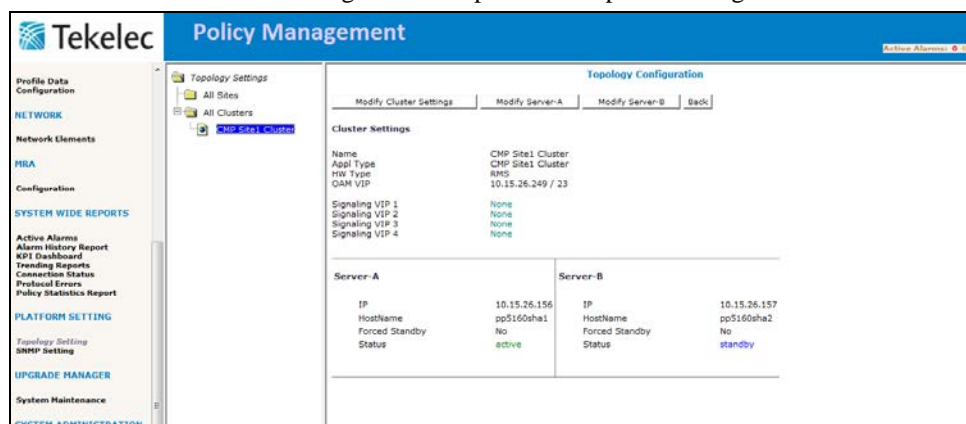 Tekelec
Policy Management
Active Alarms:
Profile Data
Configuration
NETWORK
Network Elements
MRA
Configuration
SYSTEM WIDE REPORTS
Active Alarms
Alarm History Report
KPI Dashboard
Trending Reports
Connection Status
Protocol Errors
Policy Statistics Report
PLATFORM SETTING
Topology Setting
SNMP Setting
UPGRADE MANAGER
System Maintenance
SYSTEM ADMINISTRATION
Topology Settings
All Sites
All Clusters
CMP Site1 Cluster
Topology Configuration
Modify Cluster Settings Modify Server-A Modify Server-B Back
Cluster Settings
Name CMP Site1 Cluster
Appl Type CMP Site1 Cluster
HW Type RMS
OAM VIP 10.15.26.249 / 23
Signaling VIP 1 None
Signaling VIP 2 None
Signaling VIP 3 None
Signaling VIP 4 None
Server-A Server-B
IP 10.15.26.156 IP 10.15.26.157
HostName pp5160sha1 HostName pp5160sha2
Forced Standby No Forced Standby No
Status active Status standby